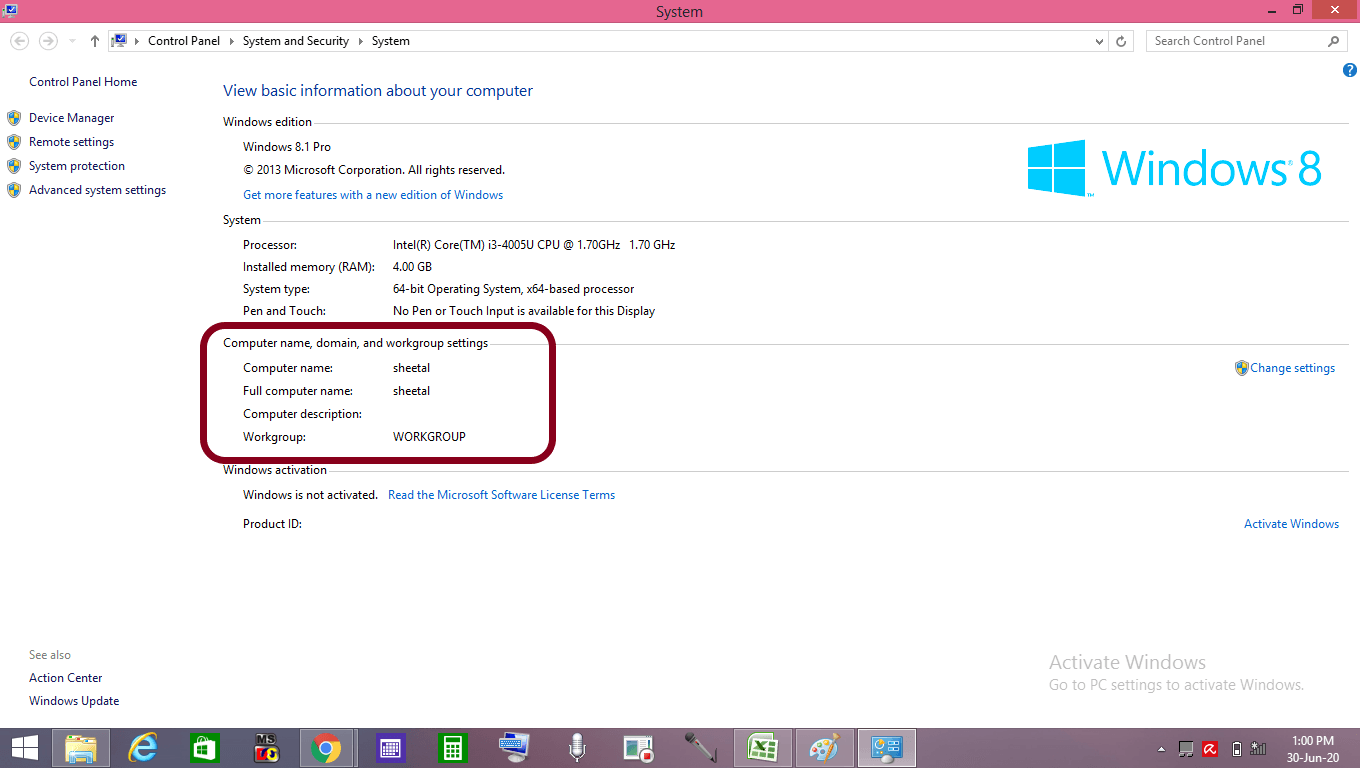 System
Control Panel
System and Security
System
Search Control Panel
Control Panel Home
Device Manager
Remote settings
System protection
Advanced system settings
View basic information about your computer
Windows edition
Windows 8.1 Pro
© 2013 Microsoft Corporation. All rights reserved.
Get more features with a new edition of Windows
Windows® 8
™
System
Processor: Intel(R) Core(TM) i3-4005U CPU @ 1.70GHz 1.70 GHz
Installed memory (RAM): 4.00 GB
System type: 64-bit Operating System, x64-based processor
Pen and Touch: No Pen or Touch Input is available for this Display
Computer name, domain, and workgroup settings
Computer name: sheetal
Change settings
Full computer name: sheetal
Computer description:
Workgroup: WORKGROUP
Windows activation
Windows is not activated. Read the Microsoft Software License Terms
Product ID:
Activate Windows
See also
Action Center
Windows Update
Activate Windows
Go to PC settings to activate Windows.
MS
1:00 PM
30-Jun-20